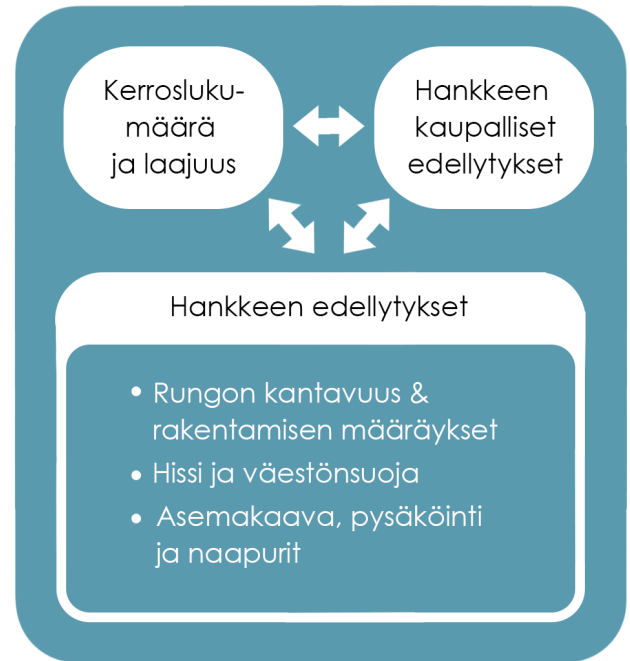 Kerrosluku-
määrä
ja laajuus
Hankkeen
kaupalliset
edellytykset
Hankkeen edellytykset
• Rungon kantavuus &
rakentamisen määräykset
• Hissi ja väestönsuoja
• Asemakaava, pysäköinti
ja naapurit